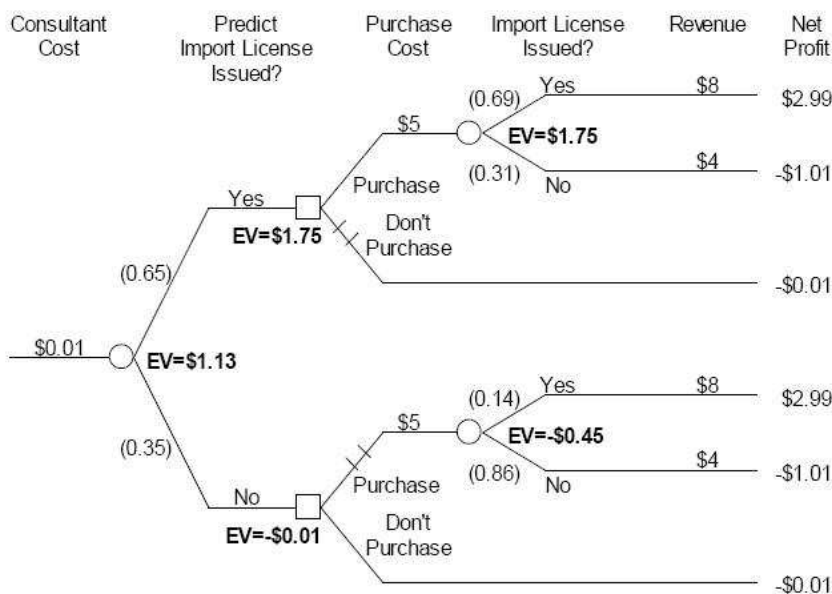 Consultant
Cost
Predict
Import License
Issued?
Purchase
Cost
Import License
Issued?
Revenue
Net
Profit
(0.69)
Yes
$8
$2.99
$5
EV=$1.75
(0.31)
No
$4
-$1.01
Purchase
Yes
EV=$1.75
Don't
Purchase
-$0.01
(0.65)
$0.01
EV=$1.13
(0.35)
(0.14)
Yes
$8
$2.99
$5
EV=-$0.45
(0.86)
No
$4
-$1.01
Purchase
No
EV=-$0.01
Don't
Purchase
-$0.01